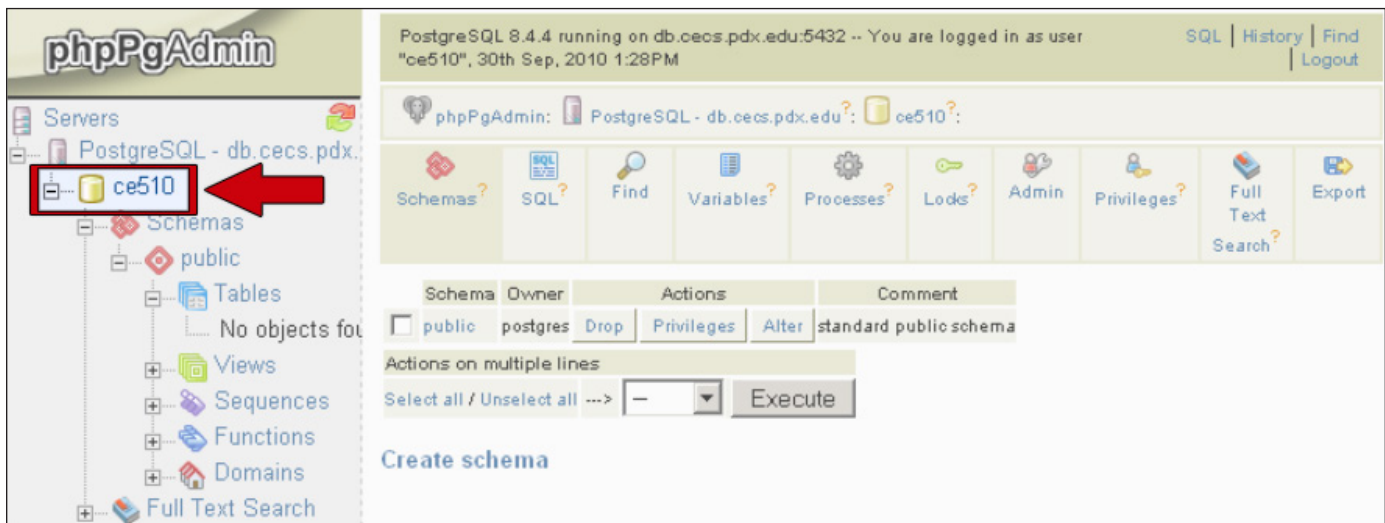 phpPgAdmin
Servers
PostgreSQL - db.cecs.pdx.
ce510
Schemas
public
Tables
No objects fou
Views
Sequences
Functions
Domains
Full Text Search
PostgreSQL 8.4.4 running on db.cecs.pdx.edu:5432 -- You are logged in as user
"ce510", 30th Sep, 2010 1:28PM
SQL | History | Find
| Logout
phpPgAdmin: PostgreSQL - db.cecs.pdx.edu?: ce510?:
Schemas? SQL? Find Variables? Processes? Locks? Admin Privileges? Full Text Search? Export
Schema Owner Actions Comment
public postgres Drop Privileges Alter standard public schema
Actions on multiple lines
Select all / Unselect all ---> -- Execute
Create schema